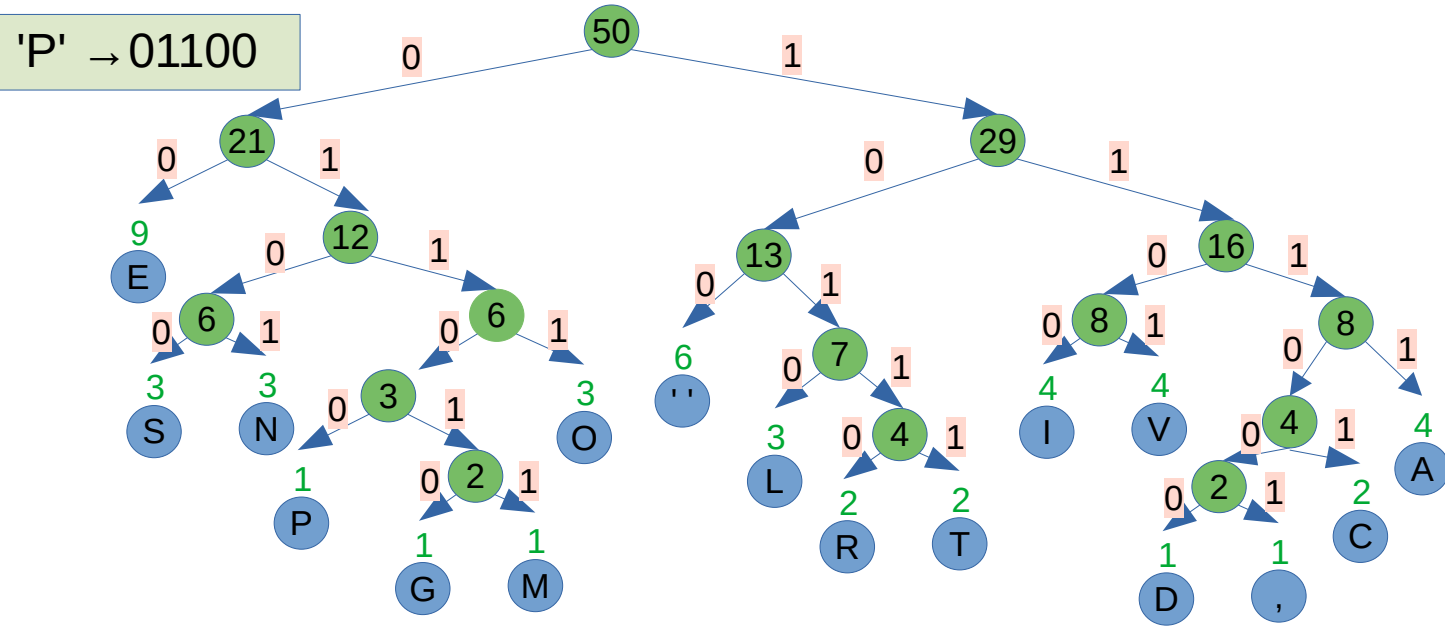 'P' →01100
50
0 1
21 29
0 1 0 1
9 12 13 16
E 0 1 0 1 0 1
6 6 6 7 8 8
0 1 0 1 ' ' 0 1 0 1 0 1
3 3 3 3 3 4 4 4 4 4
S N 0 1 O L 0 1 I V 0 1 A
1 2 2 2 2 2
P 0 1 R T 0 1 C
1 1 1 1
G M D ,